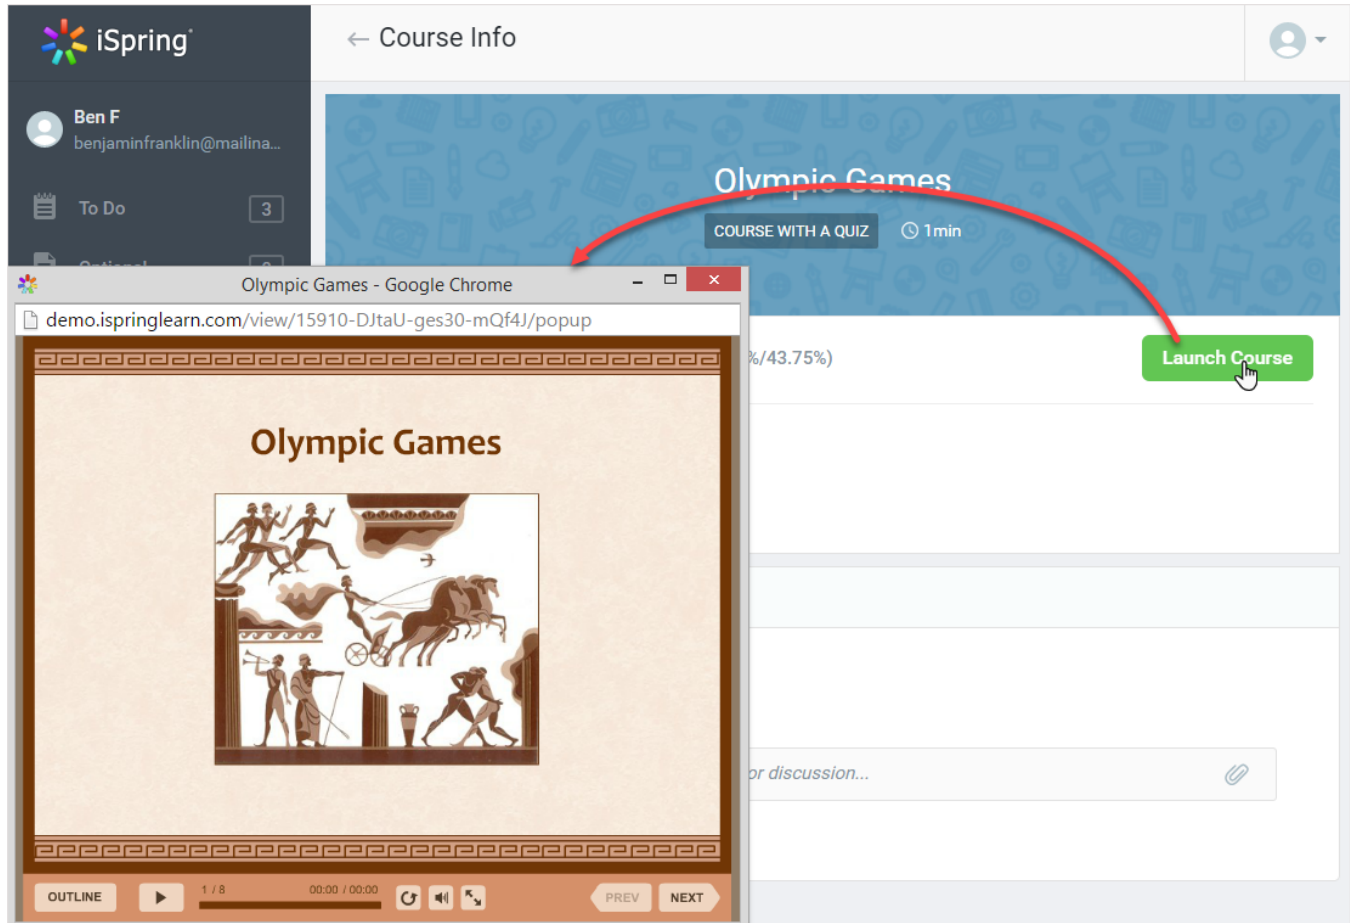 iSpring
← Course Info
Ben F
benjaminfranklin@mailina...
To Do 3
Olympic Games
COURSE WITH A QUIZ 1min
Olympic Games - Google Chrome
demo.ispringlearn.com/view/15910-DJtaU-ges30-mQf4J/popup
%/43.75%)
Launch Course
Olympic Games
or discussion...
OUTLINE 1 / 8 00:00 / 00:00 PREV NEXT